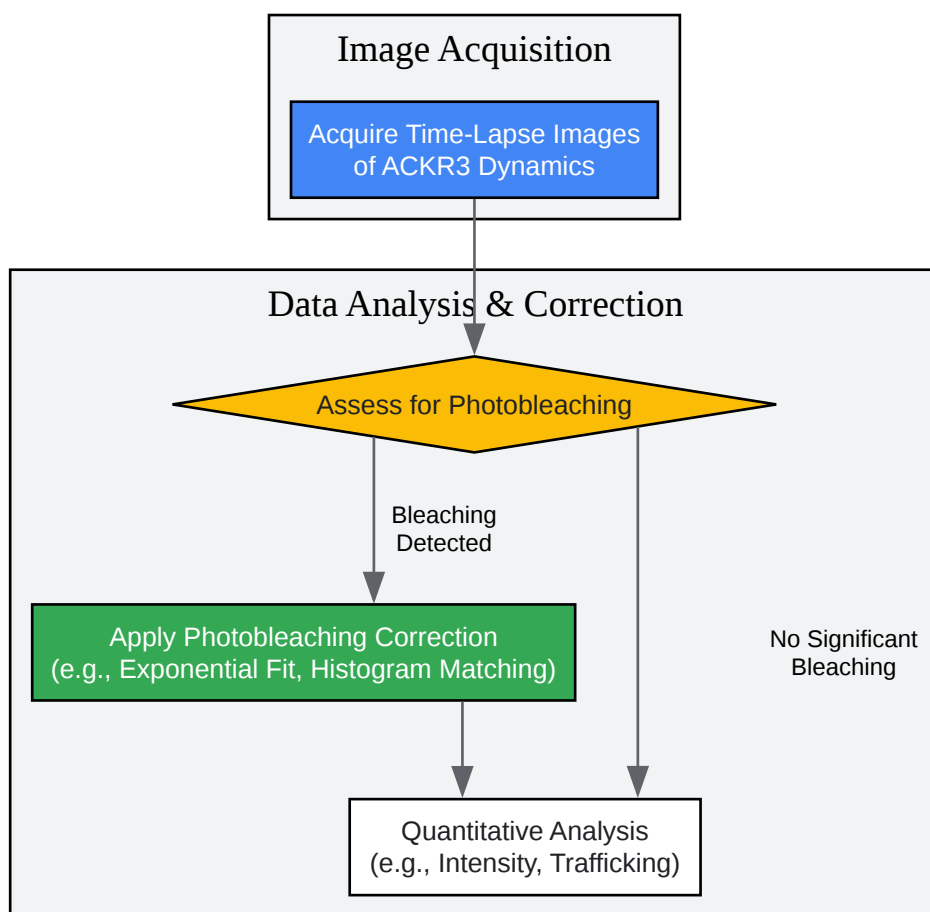 Image Acquisition
Acquire Time-Lapse Images
of ACKR3 Dynamics
Data Analysis & Correction
Assess for Photobleaching
Bleaching
Detected
Apply Photobleaching Correction
(e.g., Exponential Fit, Histogram Matching)
No Significant
Bleaching
Quantitative Analysis
(e.g., Intensity, Trafficking)